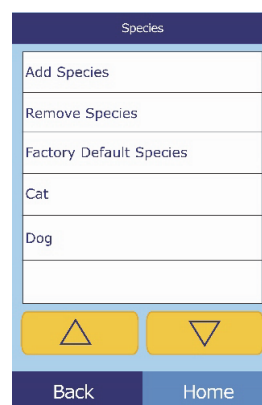 Species
Add Species
Remove Species
Factory Default Species
Cat
Dog
Back Home